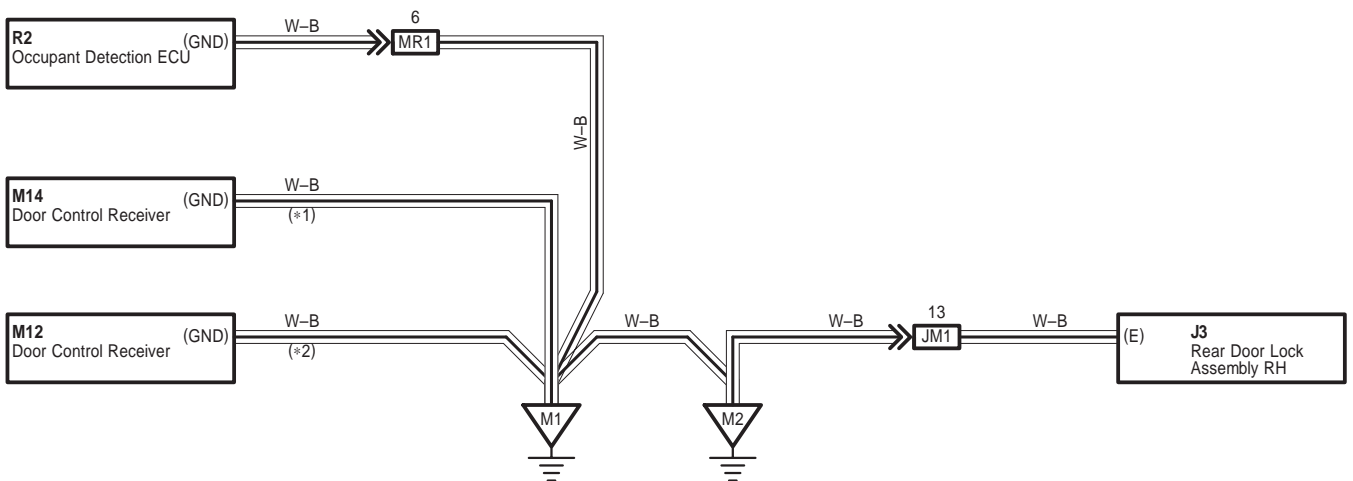 R2
(GND)
Occupant Detection ECU
W–B
6
MR1
W–B
M14
(GND)
Door Control Receiver
W–B
(∗1)
M12
(GND)
Door Control Receiver
W–B
(∗2)
W–B
W–B
13
JM1
W–B
(E)
J3
Rear Door Lock
Assembly RH
M1
M2